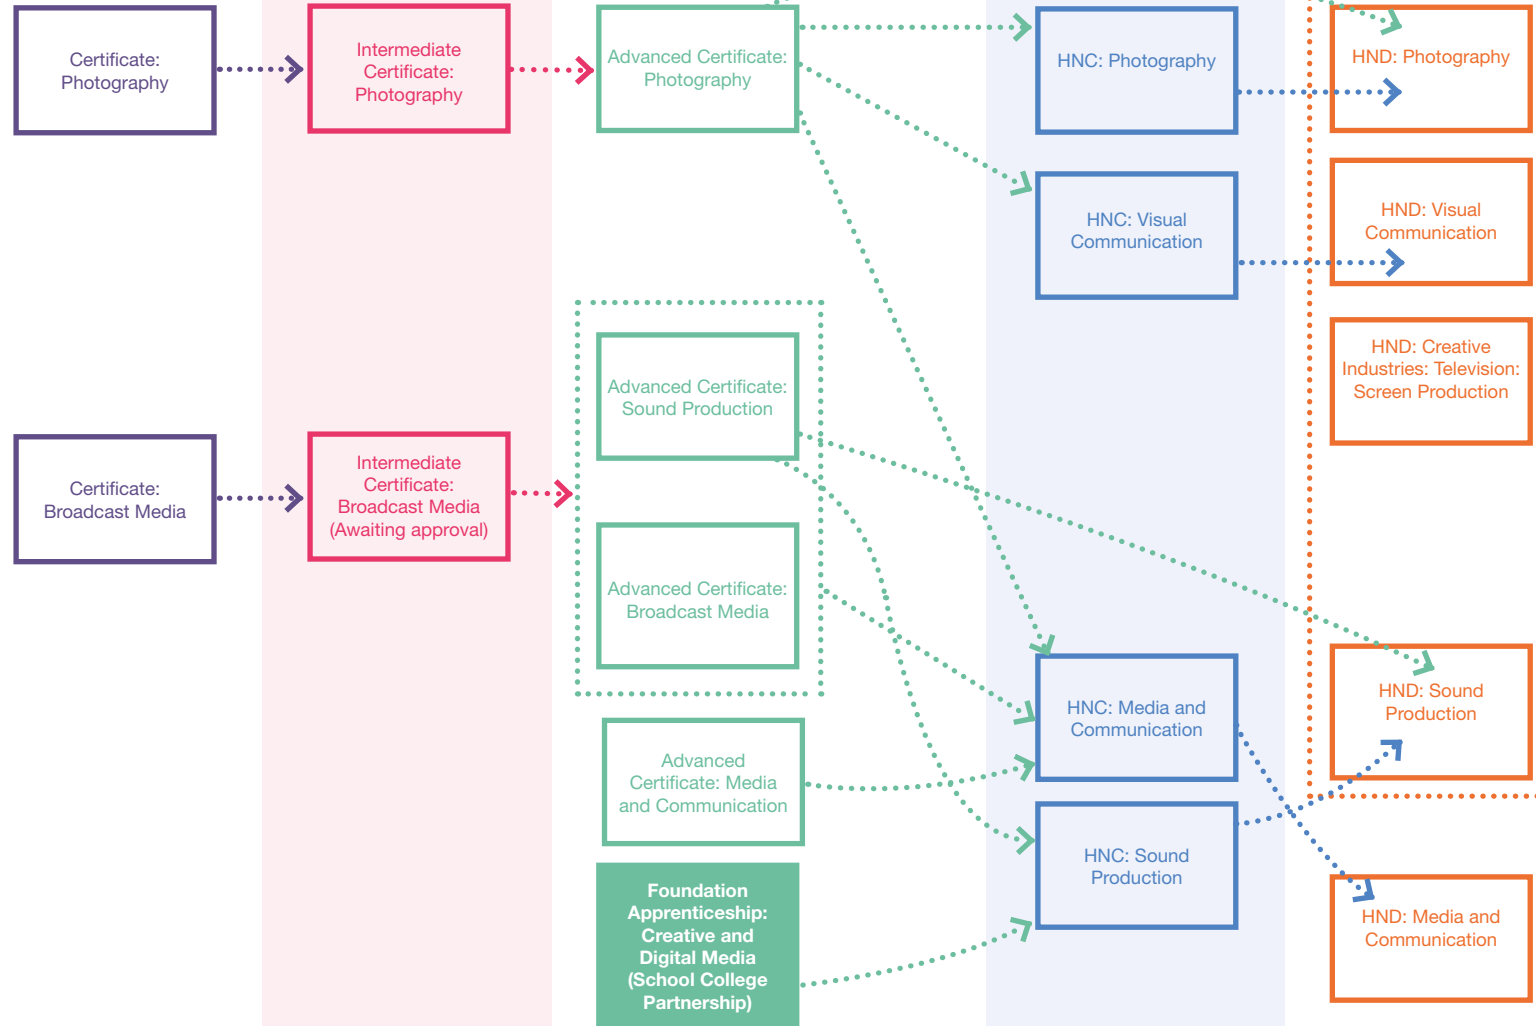 Certificate:
Photography
Intermediate
Certificate:
Photography
Advanced Certificate:
Photography
HNC: Photography
HND: Photography
HNC: Visual
Communication
HND: Visual
Communication
HND: Creative
Industries: Television:
Screen Production
Advanced Certificate:
Sound Production
Certificate:
Broadcast Media
Intermediate
Certificate:
Broadcast Media
(Awaiting approval)
Advanced Certificate:
Broadcast Media
HNC: Media and
Communication
HND: Sound
Production
Advanced
Certificate: Media
and Communication
HNC: Sound
Production
Foundation
Apprenticeship:
Creative and
Digital Media
(School College
Partnership)
HND: Media and
Communication